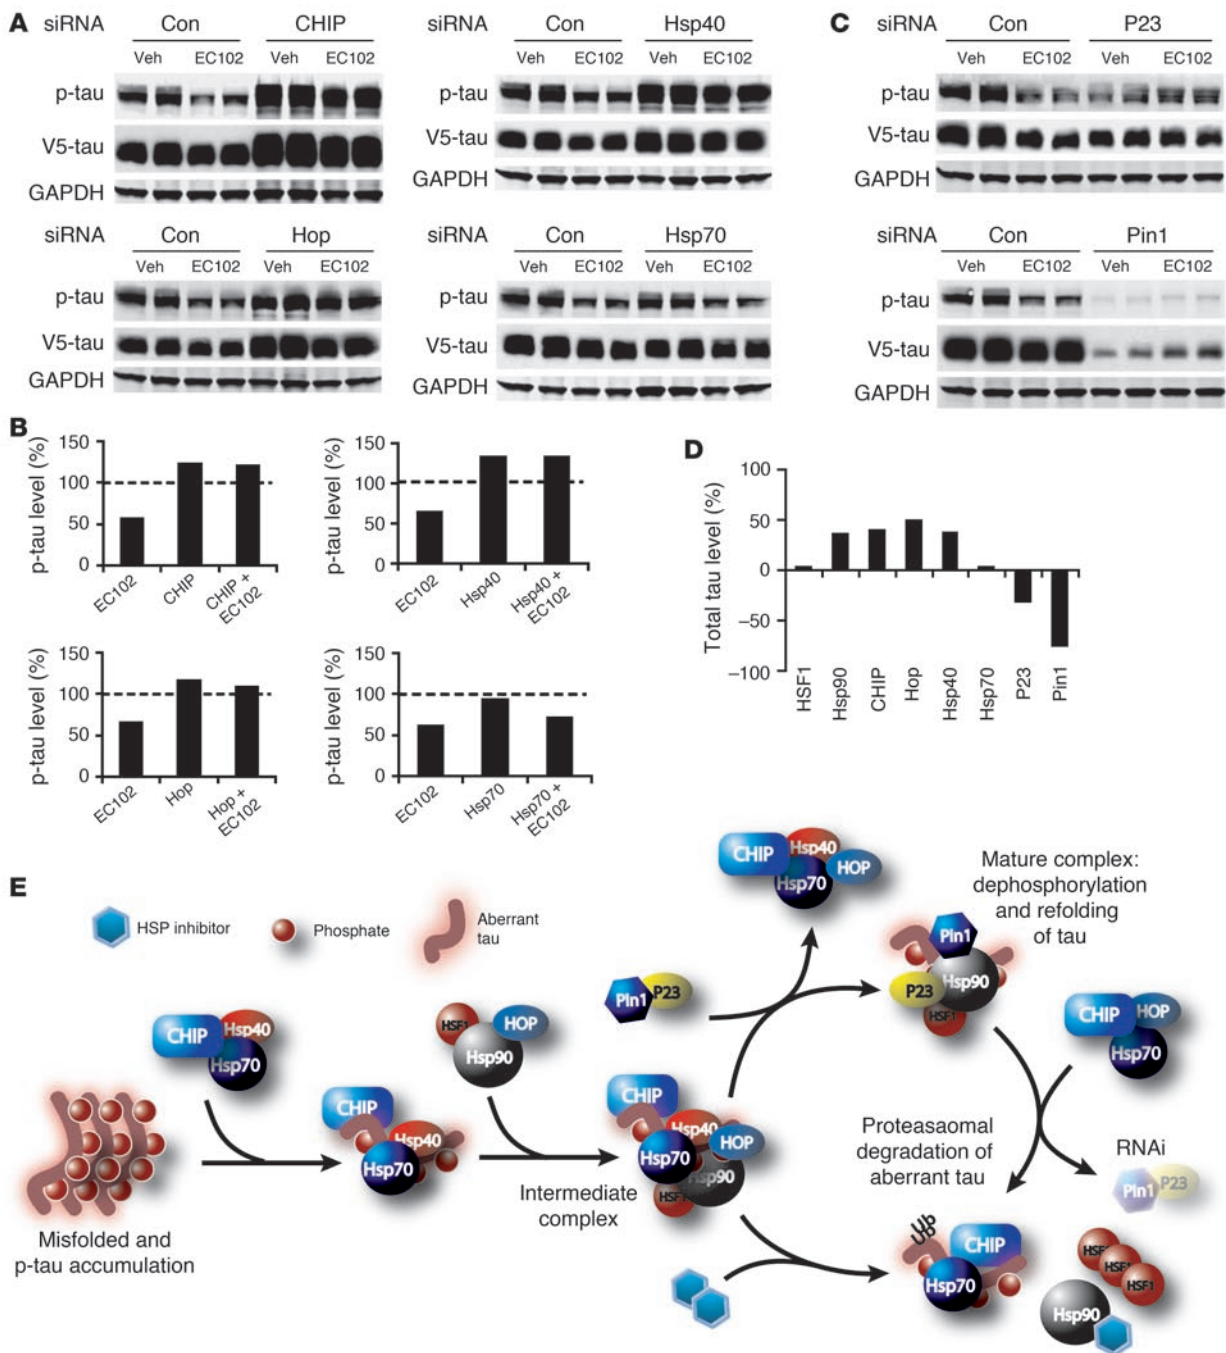 A siRNA Con CHIP
Veh EC102 Veh EC102
p-tau
V5-tau
GAPDH
siRNA Con Hsp40
Veh EC102 Veh EC102
p-tau
V5-tau
GAPDH
siRNA Con Hop
Veh EC102 Veh EC102
p-tau
V5-tau
GAPDH
siRNA Con Hsp70
Veh EC102 Veh EC102
p-tau
V5-tau
GAPDH
C siRNA Con P23
Veh EC102 Veh EC102
p-tau
V5-tau
GAPDH
siRNA Con Pin1
Veh EC102 Veh EC102
p-tau
V5-tau
GAPDH
B
p-tau level (%)
150
100
50
0
EC102
CHIP
CHIP +
EC102
p-tau level (%)
150
100
50
0
EC102
Hsp40
Hsp40 +
EC102
p-tau level (%)
150
100
50
0
EC102
Hop
Hop +
EC102
p-tau level (%)
150
100
50
0
EC102
Hsp70
Hsp70 +
EC102
D
Total tau level (%)
100
50
0
−50
−100
HSF1
Hsp90
CHIP
Hop
Hsp40
Hsp70
P23
Pin1
E
HSP inhibitor
Phosphate
Aberrant
tau
CHIP
Hsp40
Hsp70
Misfolded and
p-tau accumulation
CHIP
Hsp40
Hsp70
HSF1
HOP
Hsp90
CHIP
Hsp40
HOP
Hsp70
Hsp90
HSF1
Intermediate
complex
Pin1
P23
CHIP
Hsp40
HOP
Hsp70
Mature complex:
dephosphorylation
and refolding
of tau
Pin1
P23
Hsp90
HSF1
CHIP
HOP
Hsp70
Proteasaomal
degradation of
aberrant tau
RNAi
Pin1
P23
Ub
Ub
CHIP
Hsp70
HSF1
HSF1
HSF1
Hsp90